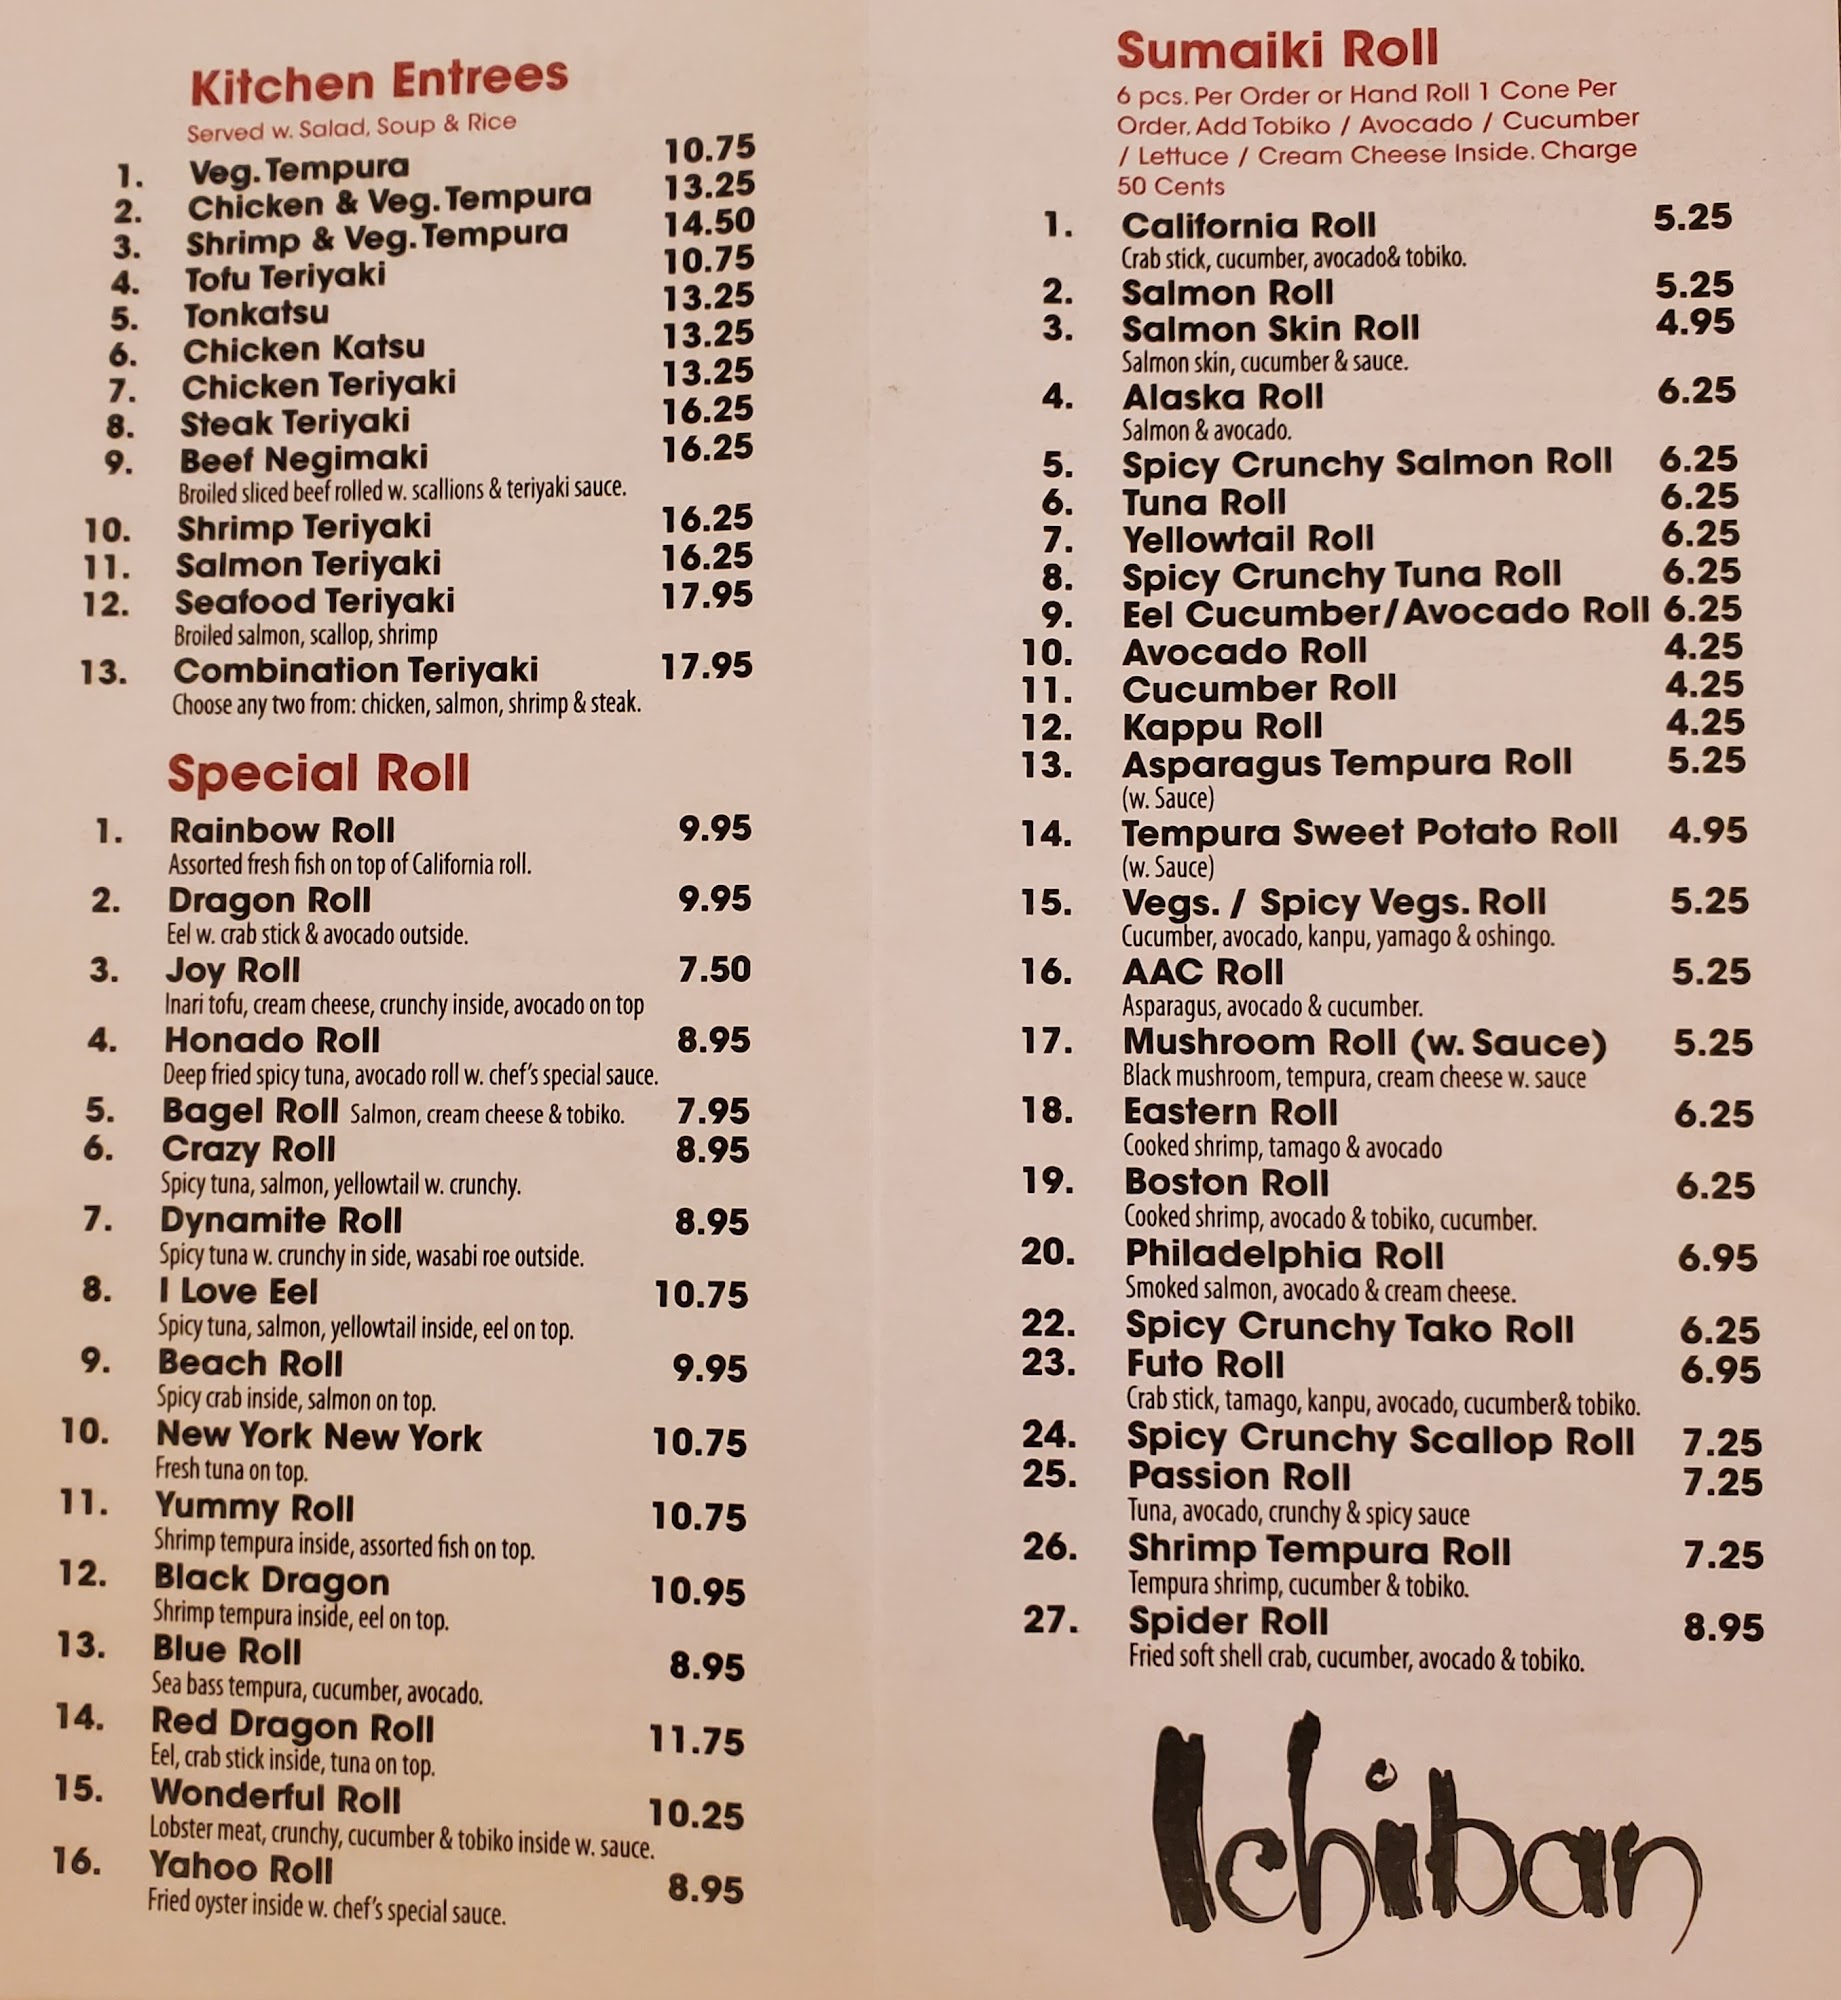 Kitchen Entrees
Served w. Salad, Soup & Rice
1. Veg. Tempura 10.75
2. Chicken & Veg. Tempura 13.25
3. Shrimp & Veg. Tempura 14.50
4. Tofu Teriyaki 10.75
5. Tonkatsu 13.25
6. Chicken Katsu 13.25
7. Chicken Teriyaki 13.25
8. Steak Teriyaki 16.25
9. Beef Negimaki 16.25
Broiled sliced beef rolled w. scallions & teriyaki sauce.
10. Shrimp Teriyaki 16.25
11. Salmon Teriyaki 16.25
12. Seafood Teriyaki 17.95
Broiled salmon, scallop, shrimp
13. Combination Teriyaki 17.95
Choose any two from: chicken, salmon, shrimp & steak.
Special Roll
1. Rainbow Roll 9.95
Assorted fresh fish on top of California roll.
2. Dragon Roll 9.95
Eel w. crab stick & avocado outside.
3. Joy Roll 7.50
Inari tofu, cream cheese, crunchy inside, avocado on top
4. Honado Roll 8.95
Deep fried spicy tuna, avocado roll w. chef's special sauce.
5. Bagel Roll Salmon, cream cheese & tobiko. 7.95
6. Crazy Roll 8.95
Spicy tuna, salmon, yellowtail w. crunchy.
7. Dynamite Roll 8.95
Spicy tuna w. crunchy in side, wasabi roe outside.
8. I Love Eel 10.75
Spicy tuna, salmon, yellowtail inside, eel on top.
9. Beach Roll 9.95
Spicy crab inside, salmon on top.
10. New York New York 10.75
Fresh tuna on top.
11. Yummy Roll 10.75
Shrimp tempura inside, assorted fish on top.
12. Black Dragon 10.95
Shrimp tempura inside, eel on top.
13. Blue Roll 8.95
Sea bass tempura, cucumber, avocado.
14. Red Dragon Roll 11.75
Eel, crab stick inside, tuna on top.
15. Wonderful Roll 10.25
Lobster meat, crunchy, cucumber & tobiko inside w. sauce.
16. Yahoo Roll 8.95
Fried oyster inside w. chef's special sauce.
Sumaiki Roll
6 pcs. Per Order or Hand Roll 1 Cone Per
Order. Add Tobiko / Avocado / Cucumber
/ Lettuce / Cream Cheese Inside. Charge
50 Cents
1. California Roll 5.25
Crab stick, cucumber, avocado& tobiko.
2. Salmon Roll 5.25
3. Salmon Skin Roll 4.95
Salmon skin, cucumber & sauce.
4. Alaska Roll 6.25
Salmon & avocado.
5. Spicy Crunchy Salmon Roll 6.25
6. Tuna Roll 6.25
7. Yellowtail Roll 6.25
8. Spicy Crunchy Tuna Roll 6.25
9. Eel Cucumber/Avocado Roll 6.25
10. Avocado Roll 4.25
11. Cucumber Roll 4.25
12. Kappu Roll 4.25
13. Asparagus Tempura Roll 5.25
(w. Sauce)
14. Tempura Sweet Potato Roll 4.95
(w. Sauce)
15. Vegs. / Spicy Vegs. Roll 5.25
Cucumber, avocado, kanpu, yamago & oshingo.
16. AAC Roll 5.25
Asparagus, avocado & cucumber.
17. Mushroom Roll (w. Sauce) 5.25
Black mushroom, tempura, cream cheese w. sauce
18. Eastern Roll 6.25
Cooked shrimp, tamago & avocado
19. Boston Roll 6.25
Cooked shrimp, avocado & tobiko, cucumber.
20. Philadelphia Roll 6.95
Smoked salmon, avocado & cream cheese.
22. Spicy Crunchy Tako Roll 6.25
23. Futo Roll 6.95
Crab stick, tamago, kanpu, avocado, cucumber& tobiko.
24. Spicy Crunchy Scallop Roll 7.25
25. Passion Roll 7.25
Tuna, avocado, crunchy & spicy sauce
26. Shrimp Tempura Roll 7.25
Tempura shrimp, cucumber & tobiko.
27. Spider Roll 8.95
Fried soft shell crab, cucumber, avocado & tobiko.
Ichiban